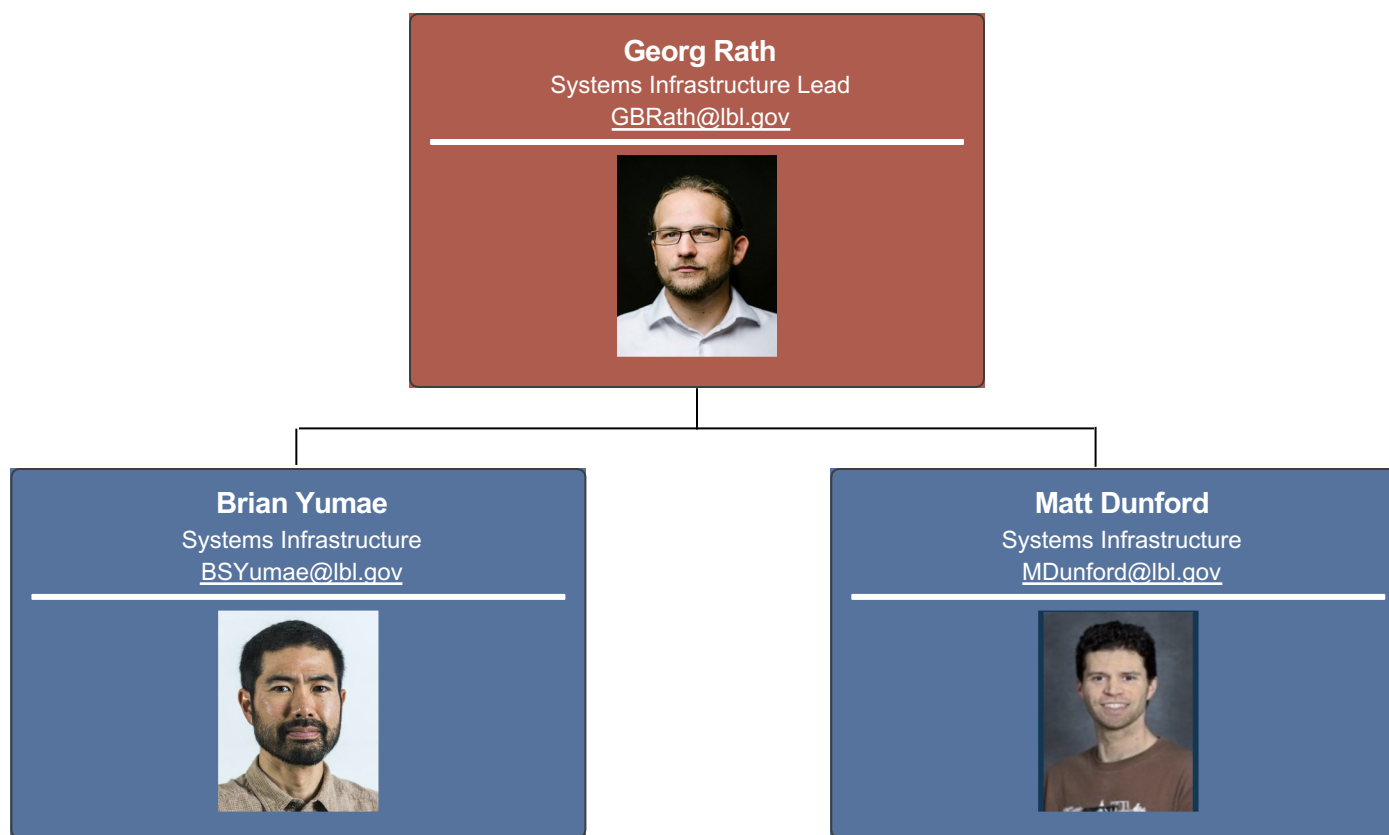 Georg Rath
Systems Infrastructure Lead
GBRath@lbl.gov
Brian Yumae
Systems Infrastructure
BSYumae@lbl.gov
Matt Dunford
Systems Infrastructure
MDunford@lbl.gov